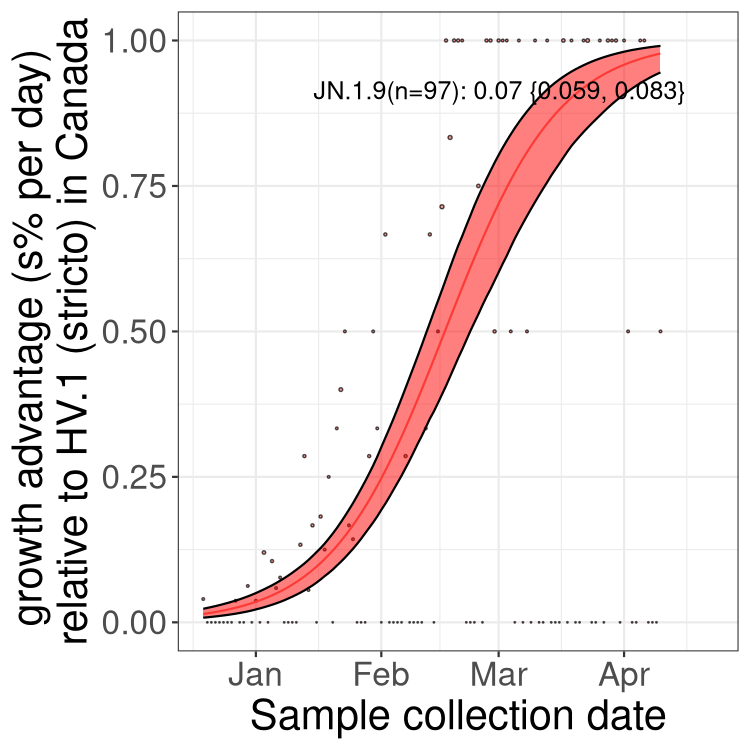 growth advantage (s% per day)
relative to HV.1 (stricto) in Canada
1.00
0.75
0.50
0.25
0.00
JN.1.9(n=97): 0.07 {0.059, 0.083}
Jan Feb Mar Apr
Sample collection date